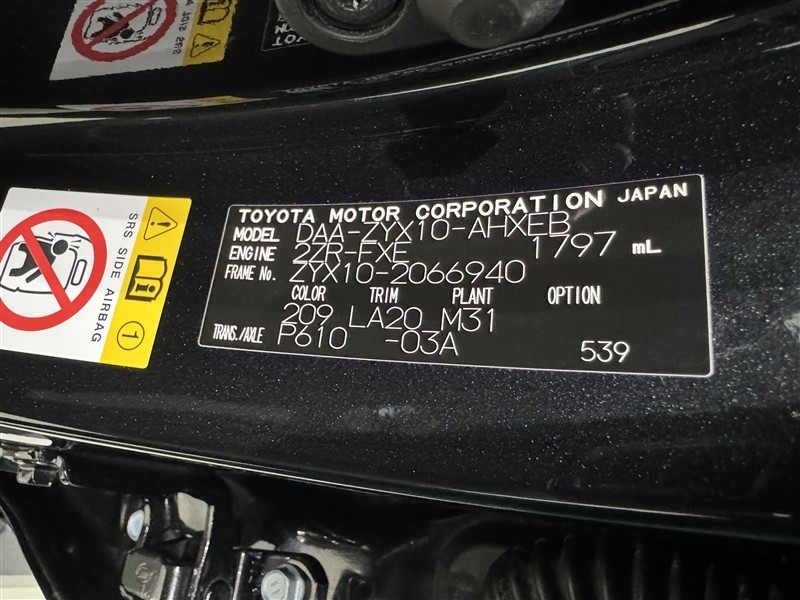 TOYOTA MOTOR CORPORATION JAPAN
MODEL DAA-ZYX10-AHXEB
ENGINE 2ZR-FXE 1797 mL
FRAME No. ZYX10-2066940
COLOR TRIM PLANT OPTION
209 LA20 M31
TRANS./AXLE P610 -03A 539
SRS SIDE AIRBAG
1